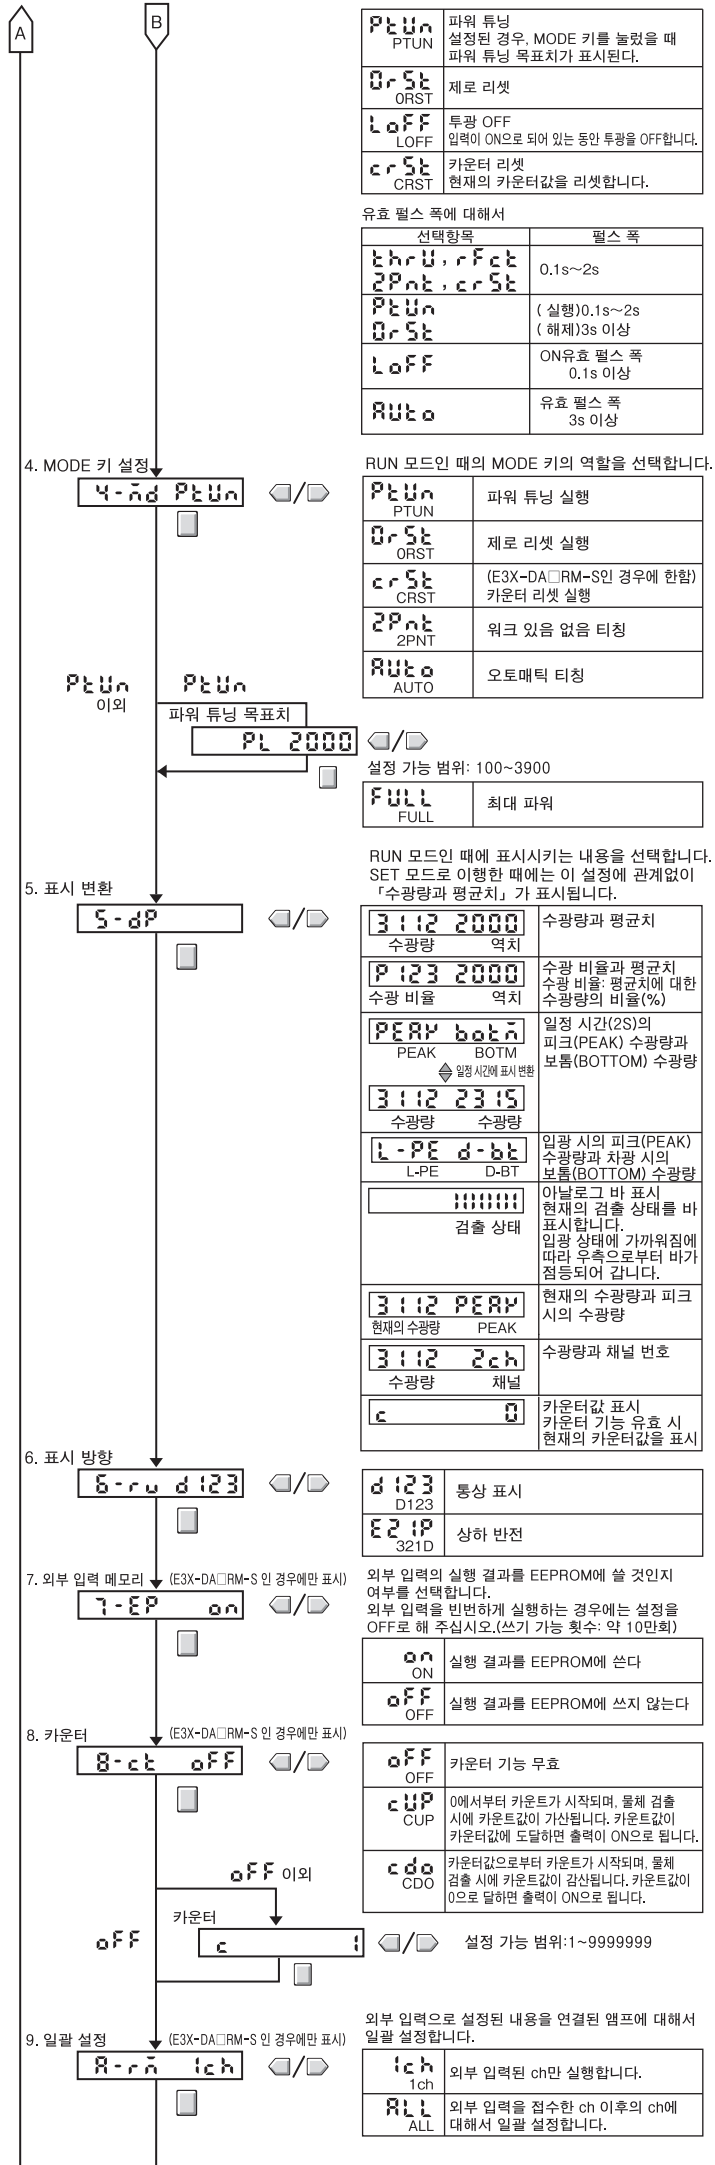 A
B
PtUn PTUN
파워 튜닝
설정된 경우, MODE 키를 눌렀을 때
파워 튜닝 목표치가 표시된다.
0rSt 0RST
제로 리셋
LoFF LOFF
투광 OFF
입력이 ON으로 되어 있는 동안 투광을 OFF합니다.
crSt CRST
카운터 리셋
현재의 카운터값을 리셋합니다.
유효 펄스 폭에 대해서
선택항목 펄스 폭
thrU, rFct
2Pnt, crSt
0.1s~2s
PtUn
0rSt
( 실행)0.1s~2s
( 해제)3s 이상
LoFF
ON유효 펄스 폭
0.1s 이상
AUto
유효 펄스 폭
3s 이상
4. MODE 키 설정
4-md PtUn
RUN 모드인 때의 MODE 키의 역할을 선택합니다.
PtUn PTUN 파워 튜닝 실행
0rSt 0RST 제로 리셋 실행
crSt CRST
(E3X-DA□RM-S인 경우에 한함)
카운터 리셋 실행
2Pnt 2PNT 워크 있음 없음 티칭
AUto AUTO 오토매틱 티칭
PtUn
이외
PtUn
파워 튜닝 목표치
PL 2000
설정 가능 범위: 100~3900
FULL FULL 최대 파워
5. 표시 변환
5-dP
RUN 모드인 때에 표시시키는 내용을 선택합니다.
SET 모드로 이행한 때에는 이 설정에 관계없이
「수광량과 평균치」가 표시됩니다.
3112 2000
수광량 역치
수광량과 평균치
P123 2000
수광 비율 역치
수광 비율과 평균치
수광 비율: 평균치에 대한
수광량의 비율(%)
PEAK botm
PEAK BOTM
일정 시간에 표시 변환
3112 2315
수광량 수광량
일정 시간(2S)의
피크(PEAK) 수광량과
보톰(BOTTOM) 수광량
L-PE d-bt
L-PE D-BT
입광 시의 피크(PEAK)
수광량과 차광 시의
보톰(BOTTOM) 수광량
검출 상태
아날로그 바 표시
현재의 검출 상태를 바
표시합니다.
입광 상태에 가까워짐에
따라 우측으로부터 바가
점등되어 갑니다.
3112 PEAK
현재의 수광량 PEAK
현재의 수광량과 피크
시의 수광량
3112 2ch
수광량 채널
수광량과 채널 번호
c 0
카운터값 표시
카운터 기능 유효 시
현재의 카운터값을 표시
6. 표시 방향
6-rv d123
d123 D123 통상 표시
321D 상하 반전
7. 외부 입력 메모리 (E3X-DA□RM-S 인 경우에만 표시)
7-EP on
외부 입력의 실행 결과를 EEPROM에 쓸 것인지
여부를 선택합니다.
외부 입력을 빈번하게 실행하는 경우에는 설정을
OFF로 해 주십시오.(쓰기 가능 횟수: 약 10만회)
on ON 실행 결과를 EEPROM에 쓴다
oFF OFF 실행 결과를 EEPROM에 쓰지 않는다
8. 카운터 (E3X-DA□RM-S 인 경우에만 표시)
8-ct oFF
oFF OFF 카운터 기능 무효
cUP CUP
0에서부터 카운트가 시작되며, 물체 검출
시에 카운트값이 가산됩니다. 카운트값이
카운터값에 도달하면 출력이 ON으로 됩니다.
cdo CDO
카운터값으로부터 카운트가 시작되며, 물체
검출 시에 카운트값이 감산됩니다. 카운트값이
0으로 달하면 출력이 ON으로 됩니다.
oFF 이외
카운터
oFF
c 1
설정 가능 범위:1~9999999
9. 일괄 설정 (E3X-DA□RM-S 인 경우에만 표시)
A-rm 1ch
외부 입력으로 설정된 내용을 연결된 앰프에 대해서
일괄 설정합니다.
1ch 1ch 외부 입력된 ch만 실행합니다.
ALL ALL
외부 입력을 접수한 ch 이후의 ch에
대해서 일괄 설정합니다.